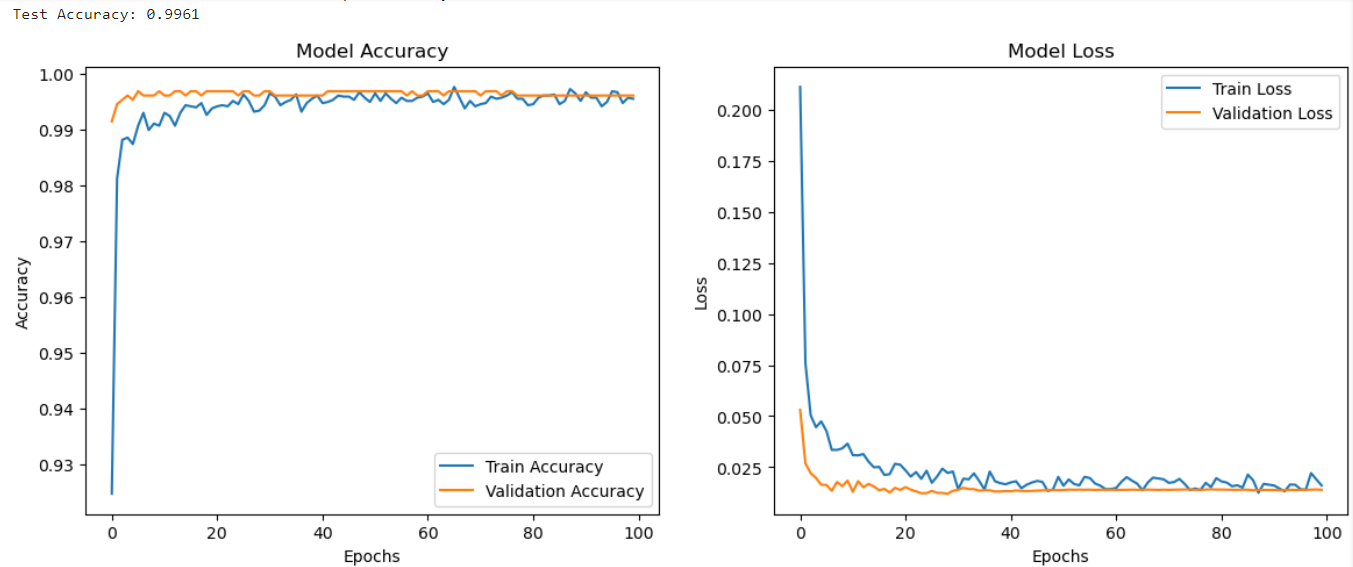 Test Accuracy: 0.9961
Model Accuracy
1.00
0.99
0.98
0.97
0.96
0.95
0.94
0.93
Accuracy
0
20
40
60
80
100
Epochs
Train Accuracy
Validation Accuracy
Model Loss
0.200
0.175
0.150
0.125
0.100
0.075
0.050
0.025
Loss
0
20
40
60
80
100
Epochs
Train Loss
Validation Loss